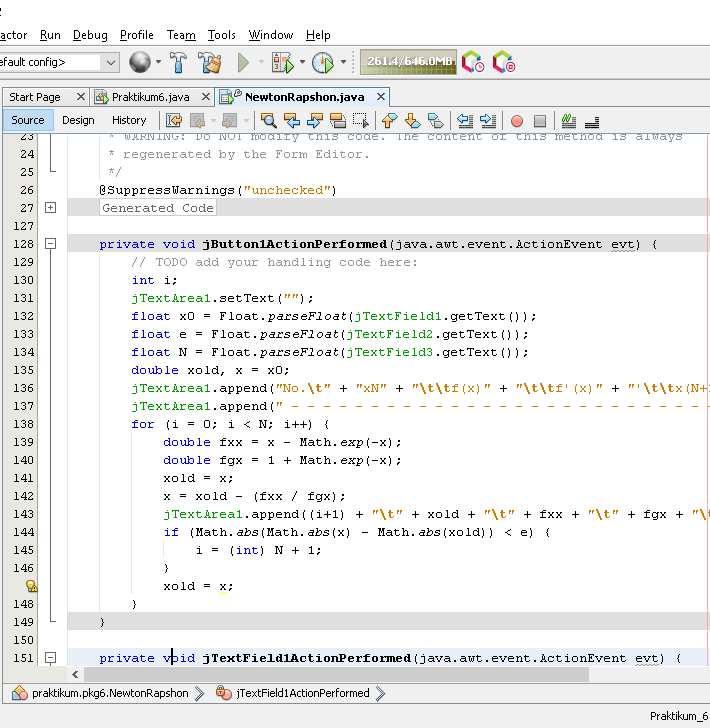 actor Run Debug Profile Team Tools Window Help
efault config> 261.4/646.0MB
Start Page Praktikum6.java NewtonRapshon.java
Source Design History
23 * WARNING: Do NOT modify this code. The content of this method is always
24 * regenerated by the Form Editor.
25 */
26 @SuppressWarnings("unchecked")
27 Generated Code
127
128 private void jButton1ActionPerformed(java.awt.event.ActionEvent evt) {
129 // TODO add your handling code here:
130 int i;
131 jTextArea1.setText("");
132 float x0 = Float.parseFloat(jTextField1.getText());
133 float e = Float.parseFloat(jTextField2.getText());
134 float N = Float.parseFloat(jTextField3.getText());
135 double xold, x = x0;
136 jTextArea1.append("No.\t" + "xN" + "\t\tf(x)" + "\t\tf'(x)" + "'\t\tx(N+
137 jTextArea1.append(" - - - - - - - - - - - - - - - - - - - - - - - - - -
138 for (i = 0; i < N; i++) {
139 double fxx = x - Math.exp(-x);
140 double fgx = 1 + Math.exp(-x);
141 xold = x;
142 x = xold - (fxx / fgx);
143 jTextArea1.append((i+1) + "\t" + xold + "\t" + fxx + "\t" + fgx + "\
144 if (Math.abs(Math.abs(x) - Math.abs(xold)) < e) {
145 i = (int) N + 1;
146 }
xold = x;
148 }
149 }
150
151 private void jTextField1ActionPerformed(java.awt.event.ActionEvent evt) {
praktikum.pkg6.NewtonRapshon jTextField1ActionPerformed
Praktikum_6